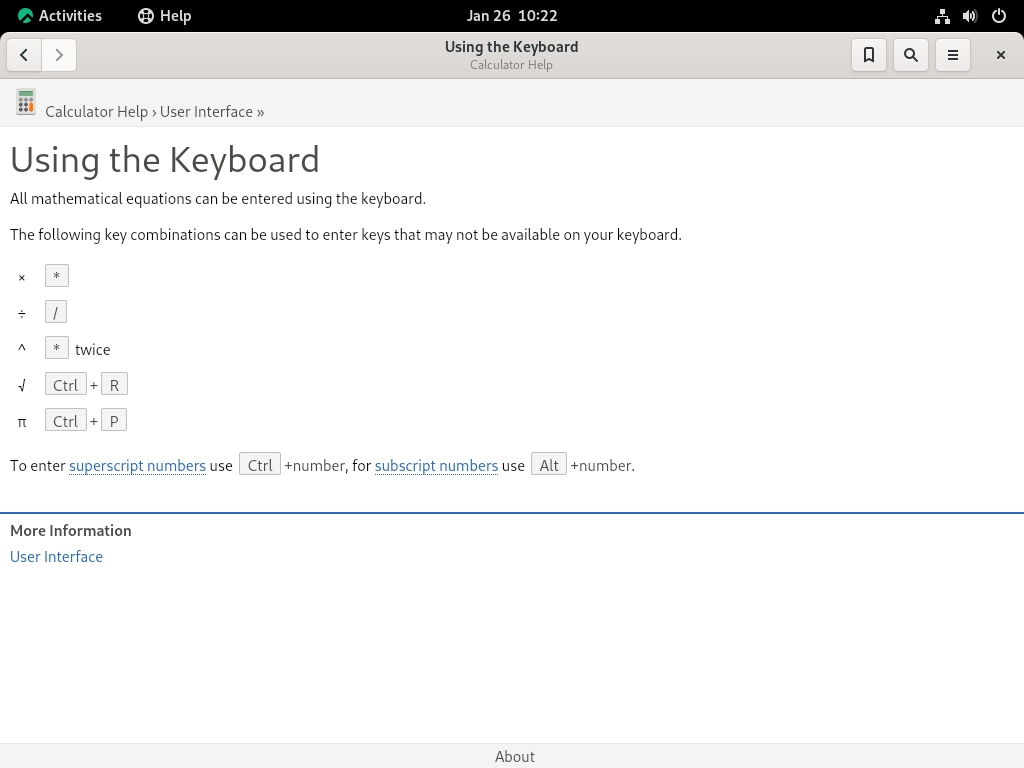 Activities Help Jan 26 10:22
Using the Keyboard
Calculator Help
Calculator Help › User Interface »
Using the Keyboard
All mathematical equations can be entered using the keyboard.
The following key combinations can be used to enter keys that may not be available on your keyboard.
× *
÷ /
^ * twice
√ Ctrl + R
π Ctrl + P
To enter superscript numbers use Ctrl +number, for subscript numbers use Alt +number.
More Information
User Interface
About